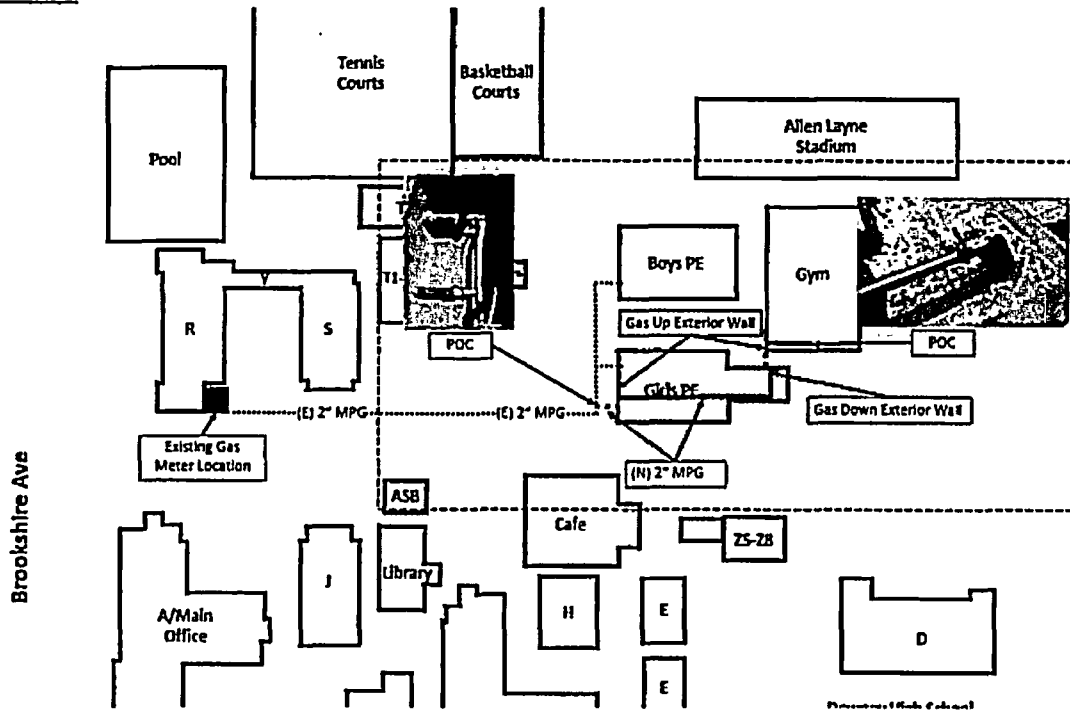 Tennis
Courts
Basketball
Courts
Allen Layne
Stadium
Pool
T1-
Boys PE
Gym
R
S
Gas Up Exterior Wall
POC
POC
Girls PE
Gas Down Exterior Wall
(E) 2" MPG
(E) 2" MPG
Existing Gas
Meter Location
(N) 2" MPG
ASB
Cafe
Brookshire Ave
Library
J
A/Main
Office
H
E
D
E